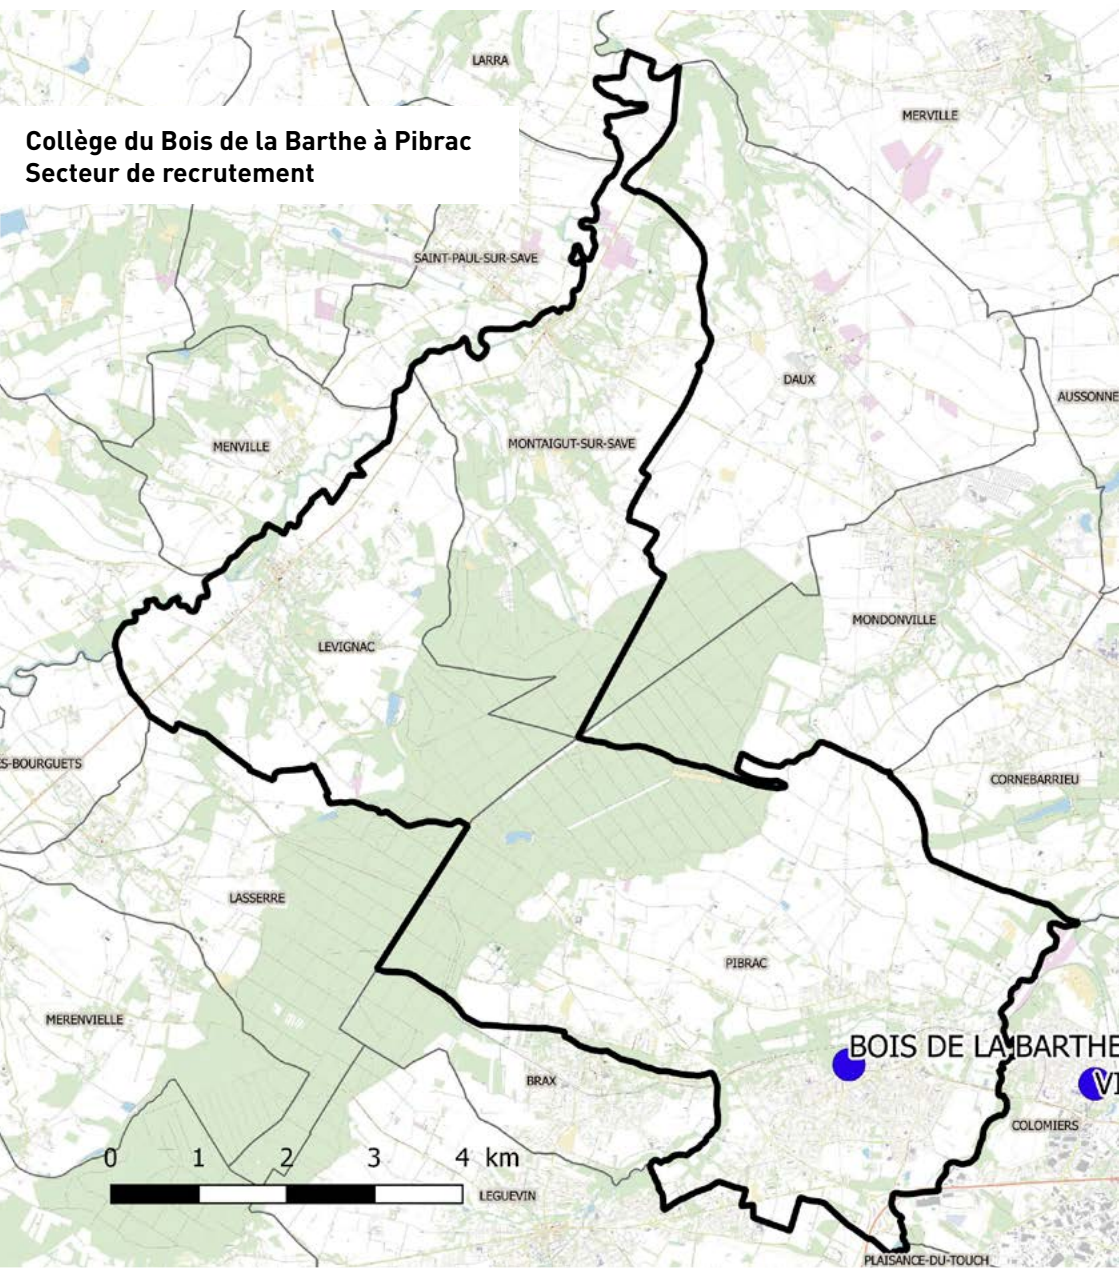 LARRA
MERVILLE
Collège du Bois de la Barthe à Pibrac
Secteur de recrutement
SAINT-PAUL-SUR-SAVE
DAUX
AUSSONNE
MENVILLE
MONTAIGUT-SUR-SAVE
MONDONVILLE
LEVIGNAC
S-BOURGUETS
CORNEBARRIEU
LASSERRE
PIBRAC
MERENVIELLE
BOIS DE LA BARTHE
BRAX
VI
COLOMIERS
0 1 2 3 4 km
LEGUEVIN
PLAISANCE-DU-TOUCH